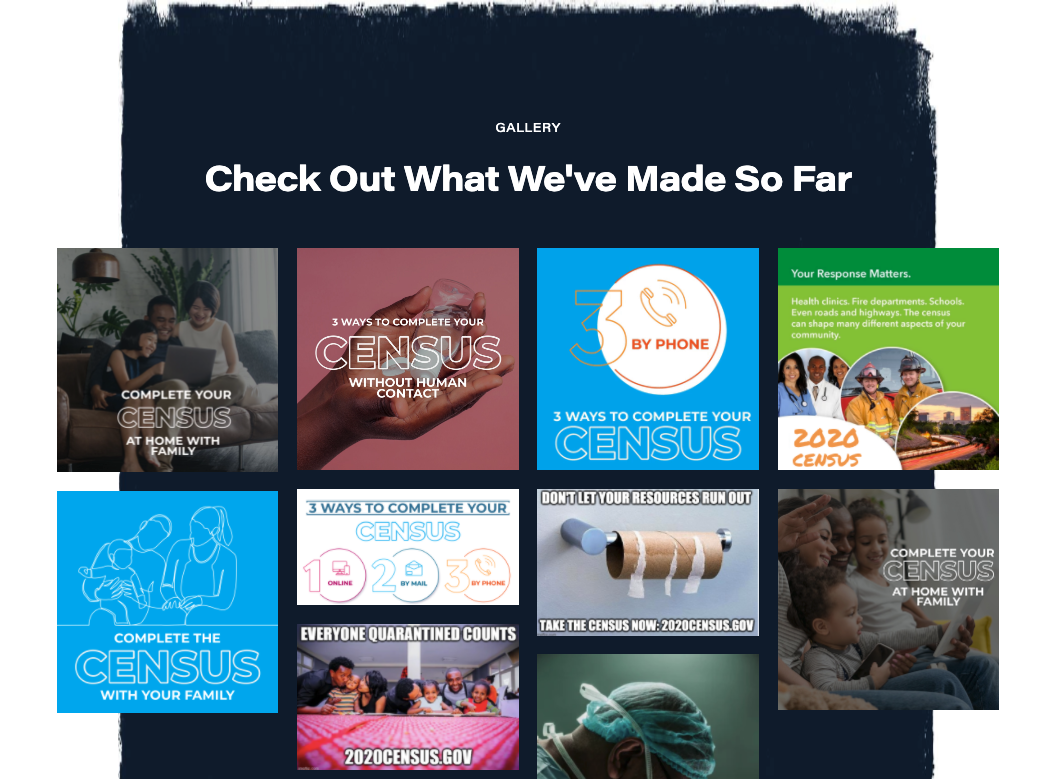 GALLERY
Check Out What We've Made So Far
COMPLETE YOUR
CENSUS
AT HOME WITH
FAMILY
3 WAYS TO COMPLETE YOUR
CENSUS
WITHOUT HUMAN
CONTACT
3
BY PHONE
3 WAYS TO COMPLETE YOUR
CENSUS
Your Response Matters.
Health clinics. Fire departments. Schools.
Even roads and highways. The census
can shape many different aspects of your
community.
2020
CENSUS
COMPLETE THE
CENSUS
WITH YOUR FAMILY
3 WAYS TO COMPLETE YOUR
CENSUS
1 ONLINE 2 BY MAIL 3 BY PHONE
EVERYONE QUARANTINED COUNTS
2020CENSUS.GOV
DON'T LET YOUR RESOURCES RUN OUT
TAKE THE CENSUS NOW: 2020CENSUS.GOV
COMPLETE YOUR
CENSUS
AT HOME WITH
FAMILY